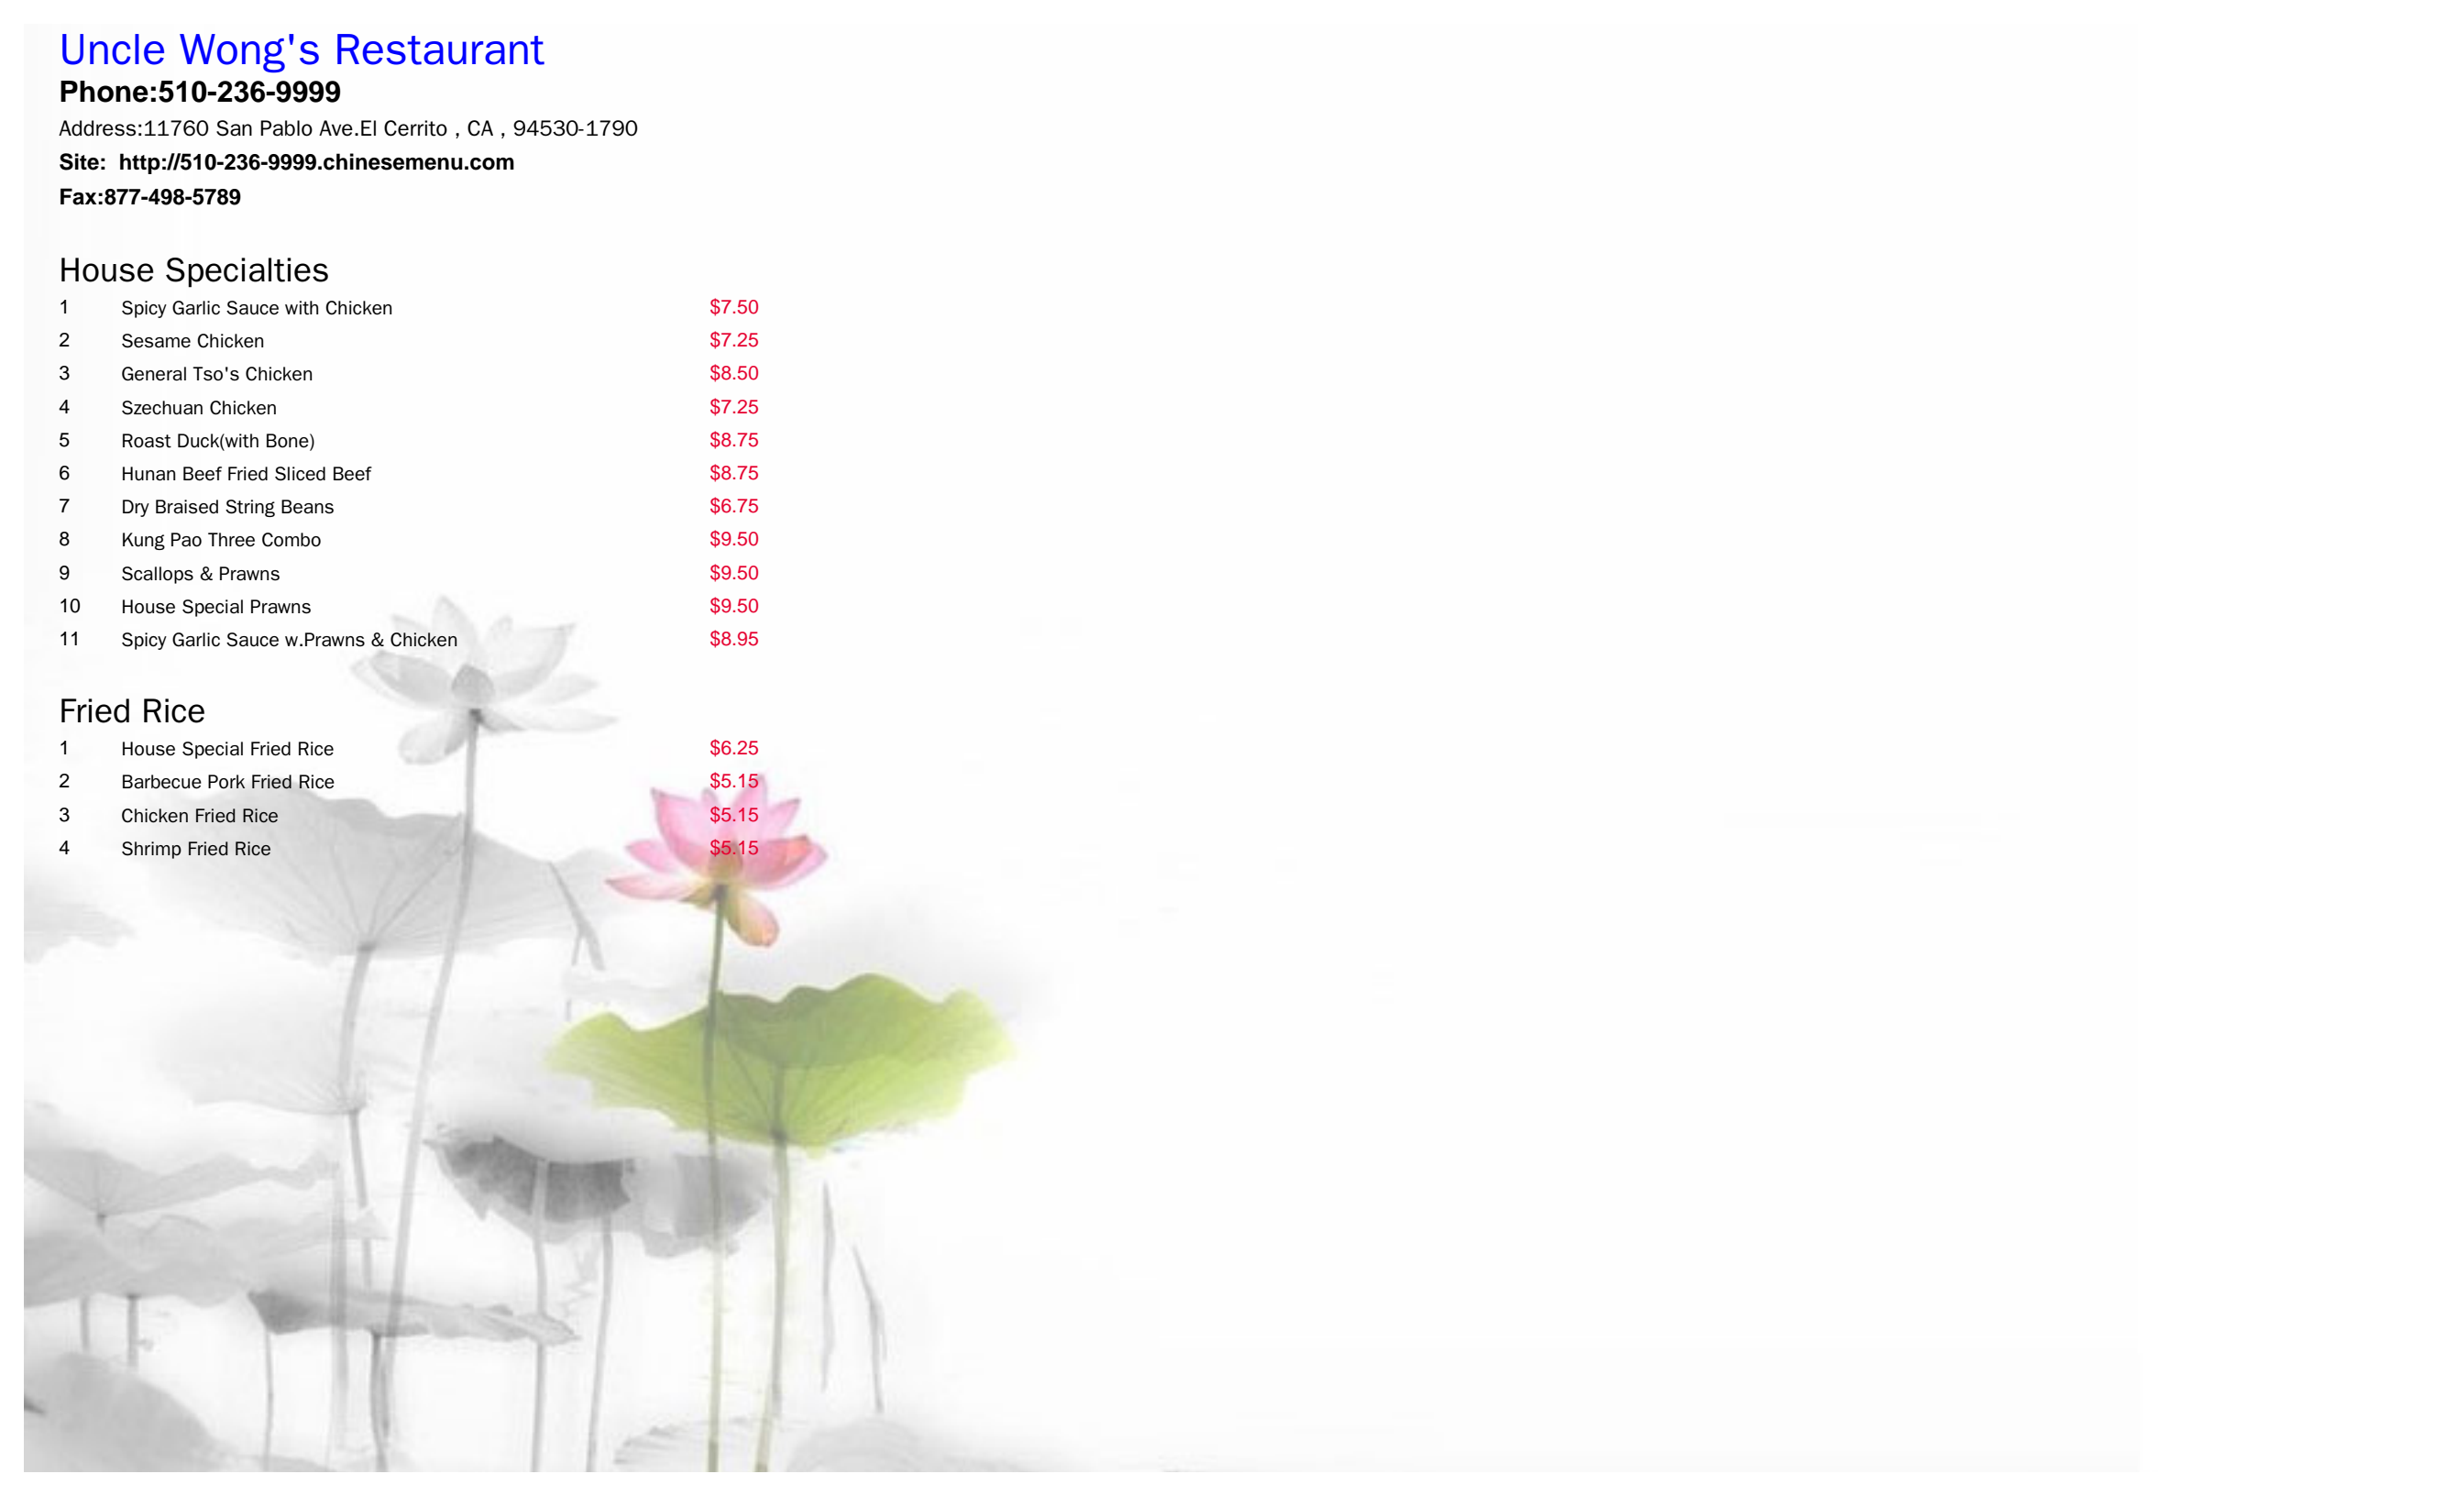 Uncle Wong's Restaurant
Phone:510-236-9999
Address:11760 San Pablo Ave.El Cerrito , CA , 94530-1790
Site: http://510-236-9999.chinesemenu.com
Fax:877-498-5789
House Specialties
1 Spicy Garlic Sauce with Chicken $7.50
2 Sesame Chicken $7.25
3 General Tso's Chicken $8.50
4 Szechuan Chicken $7.25
5 Roast Duck(with Bone) $8.75
6 Hunan Beef Fried Sliced Beef $8.75
7 Dry Braised String Beans $6.75
8 Kung Pao Three Combo $9.50
9 Scallops & Prawns $9.50
10 House Special Prawns $9.50
11 Spicy Garlic Sauce w.Prawns & Chicken $8.95
Fried Rice
1 House Special Fried Rice $6.25
2 Barbecue Pork Fried Rice $5.15
3 Chicken Fried Rice $5.15
4 Shrimp Fried Rice $5.15